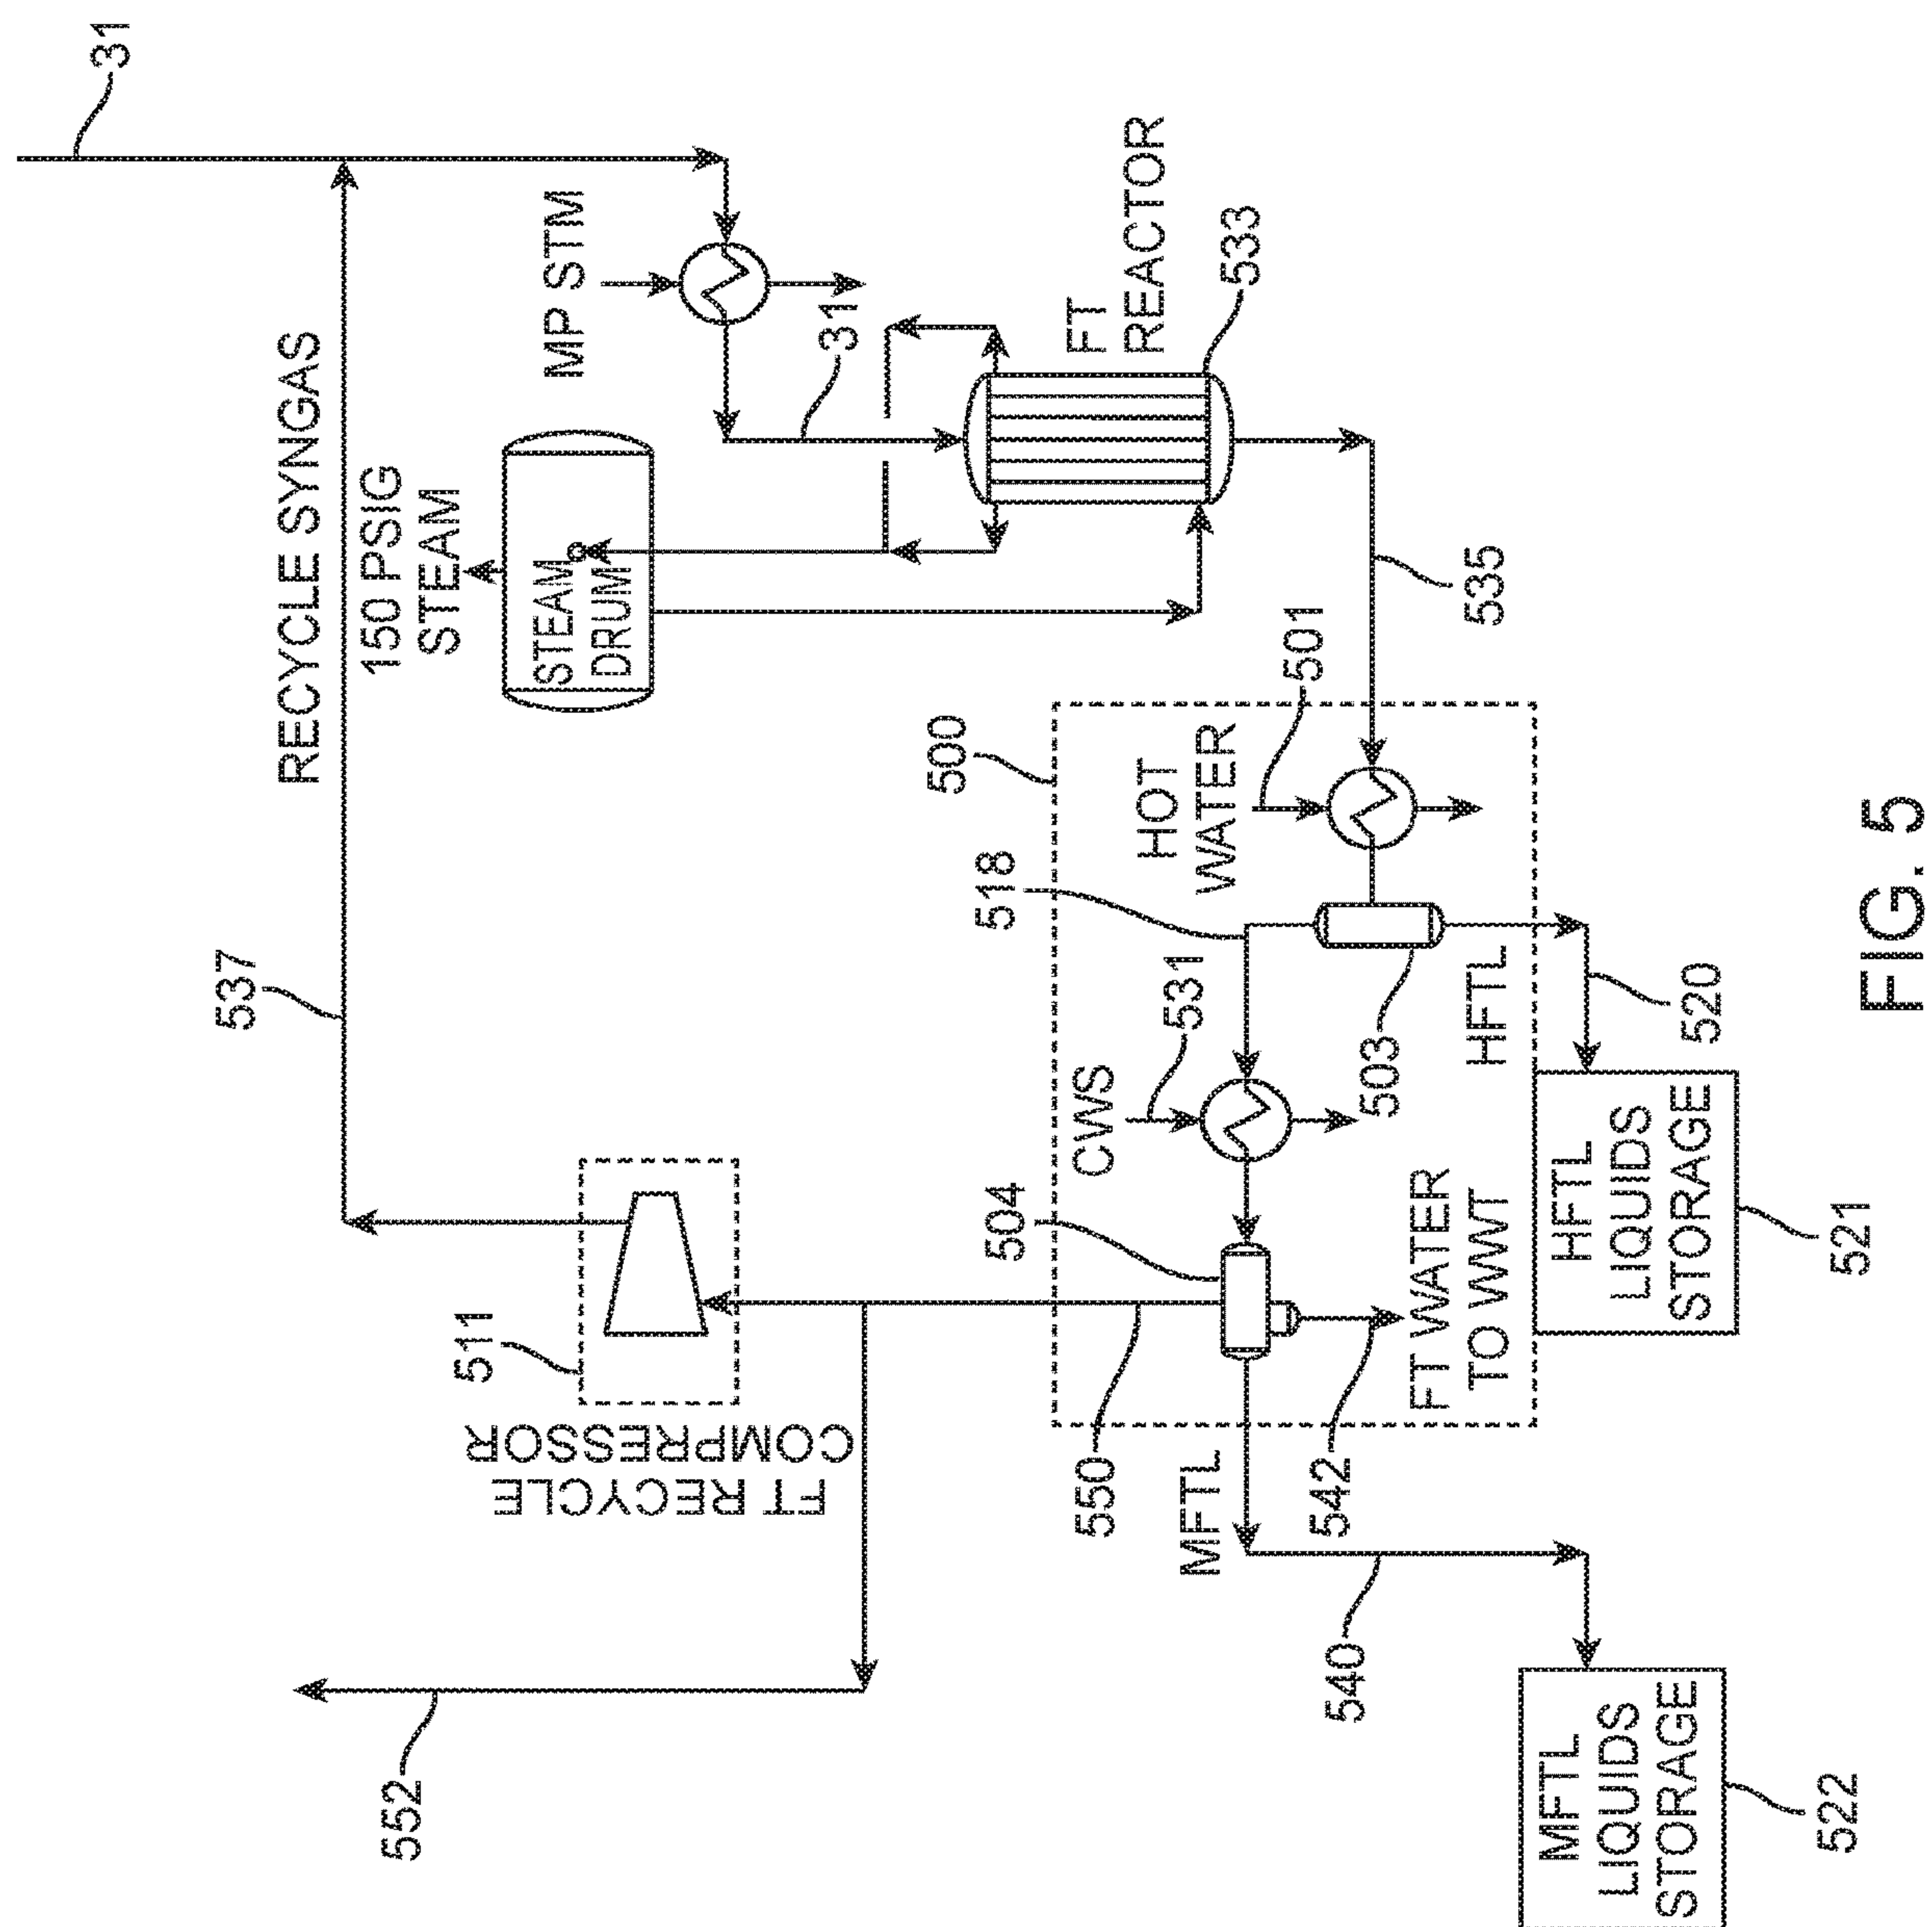 31
RECYCLE SYNGAS
537
150 PSIG
STEAM
MP STM
STEAM
DRUM
31
FT
REACTOR
533
535
511
FT RECYCLE
COMPRESSOR
552
500
HOT
WATER
501
518
CWS
531
503
HFTL
520
504
550
FT WATER
TO WWT
542
MFTL
540
HFTL
LIQUIDS
STORAGE
521
MFTL
LIQUIDS
STORAGE
522
FIG. 5